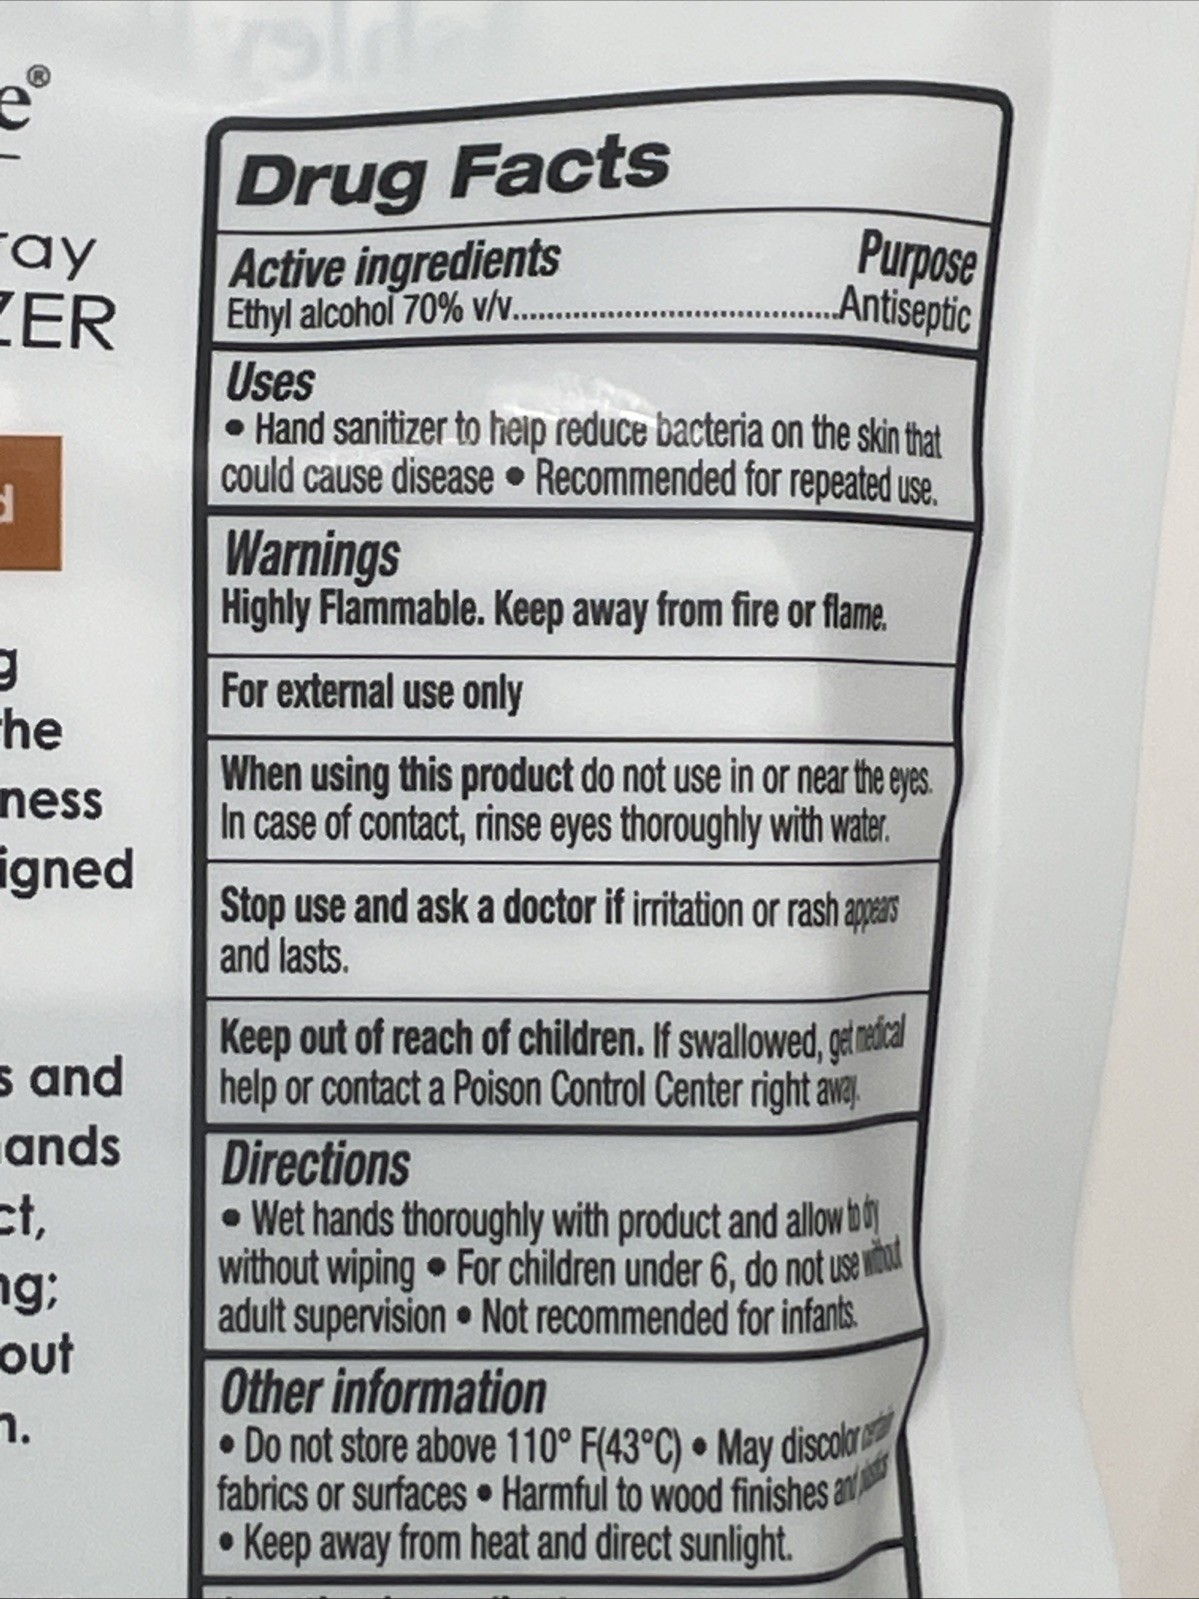 e®
ray
ZER
d
g
the
ness
igned
s and
hands
ct,
ng;
out
n.
Drug Facts
Active ingredients Purpose
Ethyl alcohol 70% v/v......................................Antiseptic
Uses
• Hand sanitizer to help reduce bacteria on the skin that
could cause disease • Recommended for repeated use.
Warnings
Highly Flammable. Keep away from fire or flame.
For external use only
When using this product do not use in or near the eyes.
In case of contact, rinse eyes thoroughly with water.
Stop use and ask a doctor if irritation or rash appears
and lasts.
Keep out of reach of children. If swallowed, get medical
help or contact a Poison Control Center right away.
Directions
• Wet hands thoroughly with product and allow to dry
without wiping • For children under 6, do not use without
adult supervision • Not recommended for infants.
Other information
• Do not store above 110° F(43°C) • May discolor certain
fabrics or surfaces • Harmful to wood finishes and plastics
• Keep away from heat and direct sunlight.